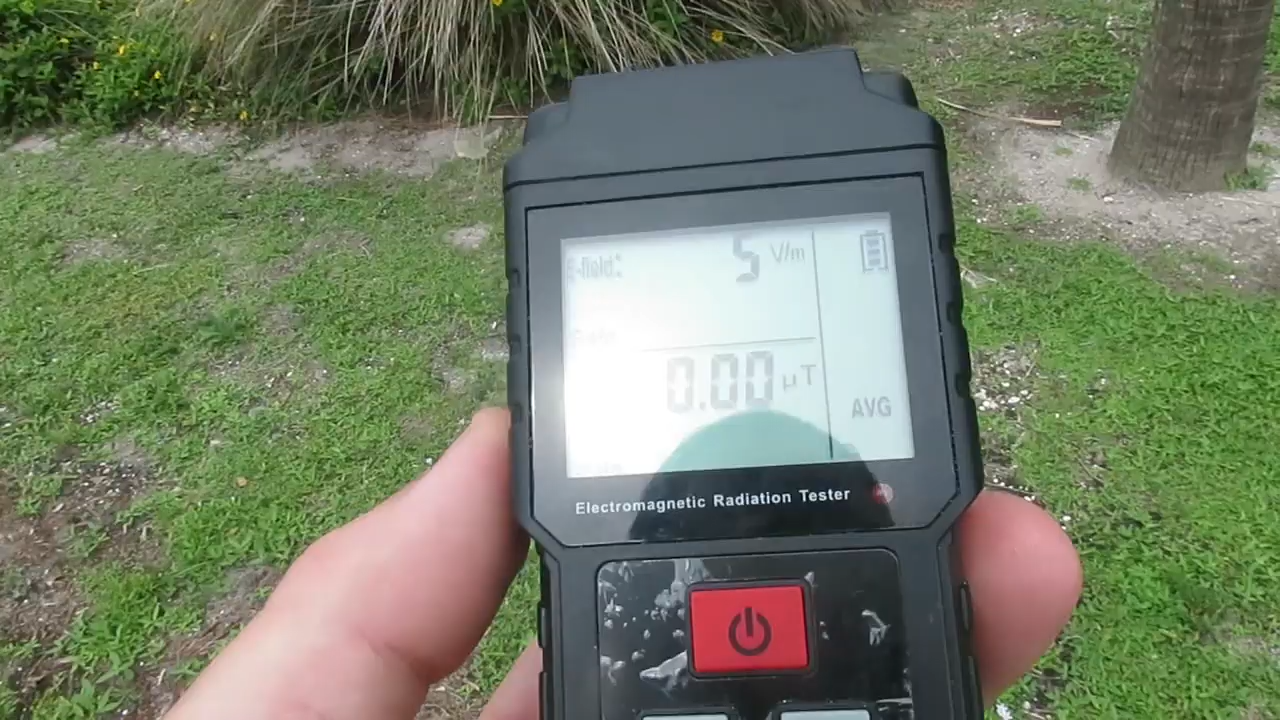 E-field: 5 V/m
0.00 μT
AVG
Electromagnetic Radiation Tester